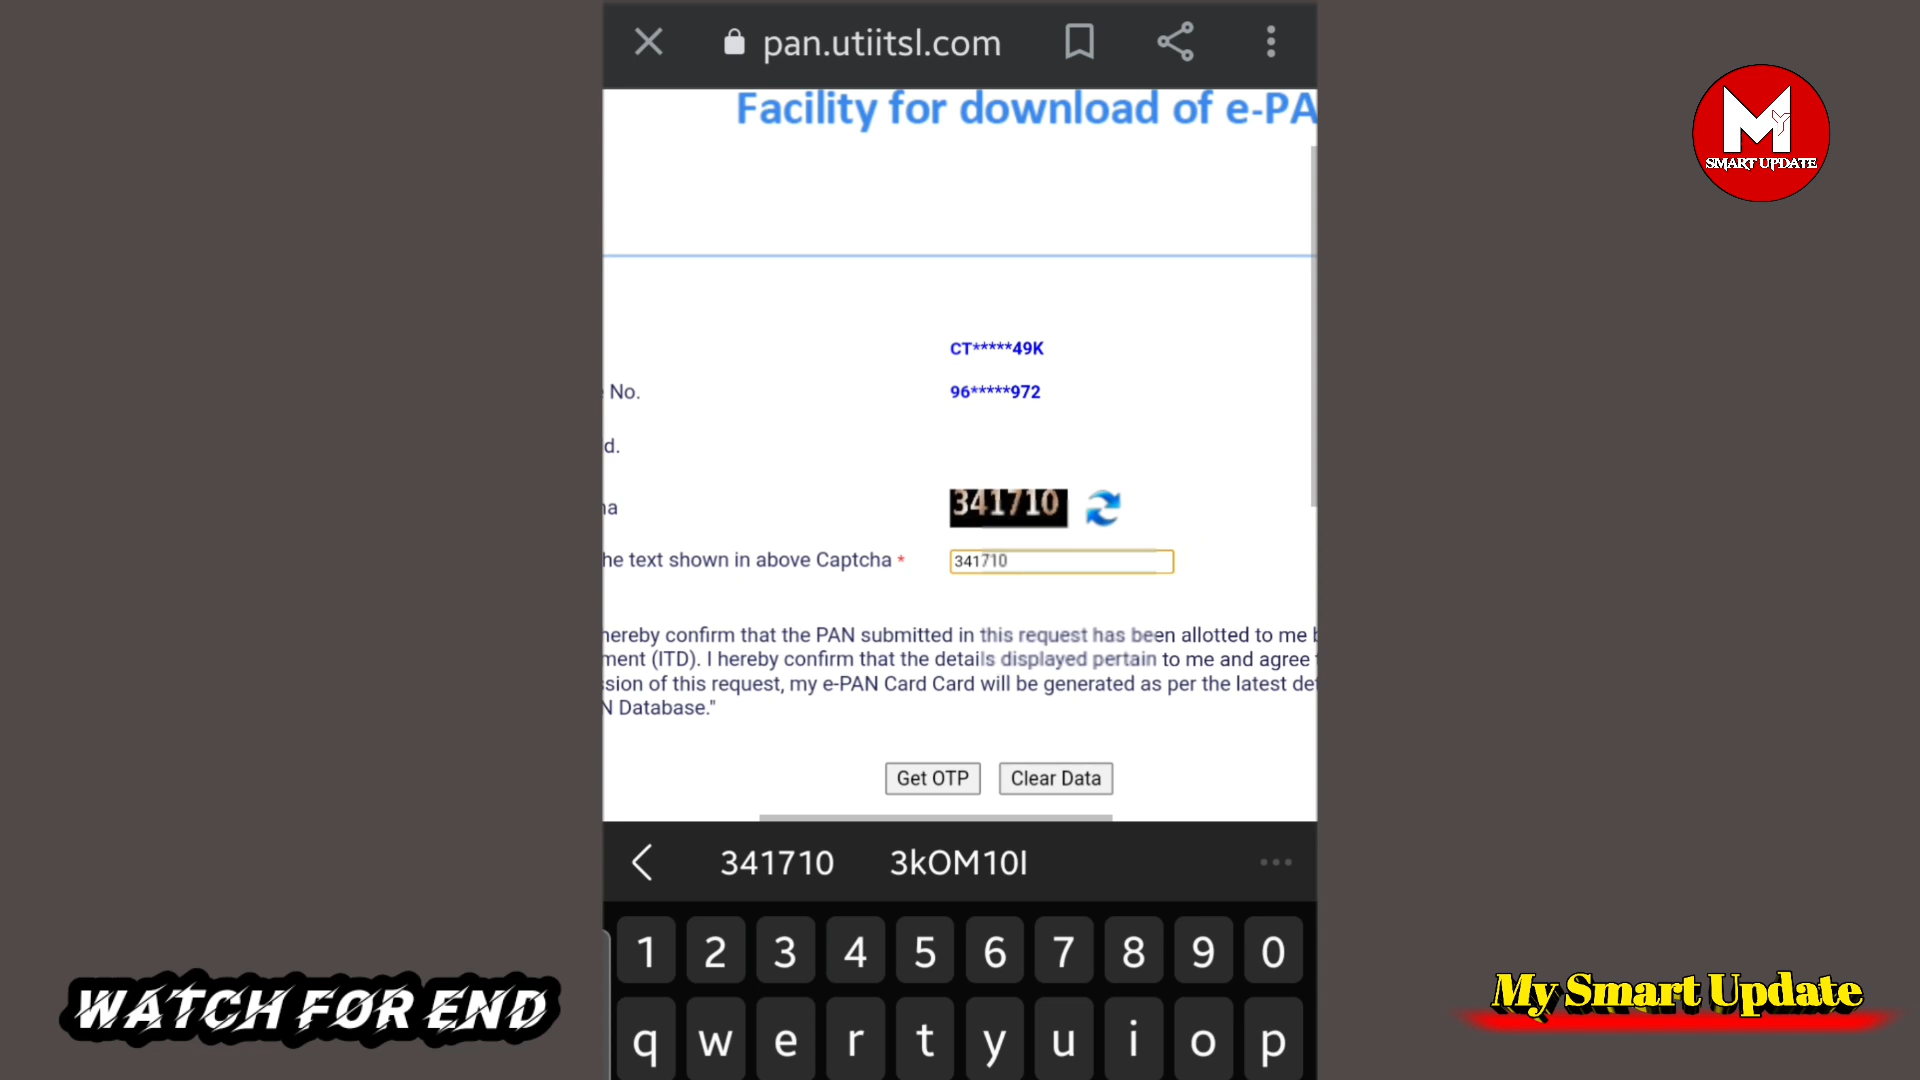 pan.utiitsl.com
Facility for download of e-PA
M
Y
SMART UPDATE
CT*****49K
No.
96*****972
d.
na
341710
he text shown in above Captcha *
341710
hereby confirm that the PAN submitted in this request has been allotted to me b
ment (ITD). I hereby confirm that the details displayed pertain to me and agree
sion of this request, my e-PAN Card Card will be generated as per the latest det
N Database."
Get OTP Clear Data
341710 3kOM10l
1 2 3 4 5 6 7 8 9 0
q w e r t y u i o p
WATCH FOR END
My Smart Update